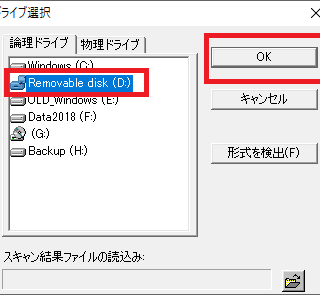 ドライブ選択
論理ドライブ 物理ドライブ
Windows (C:)
Removable disk (D:)
OLD_Windows (E:)
Data2018 (F:)
(G:)
Backup (H:)
OK
キャンセル
形式を検出(F)
スキャン結果ファイルの読込み: